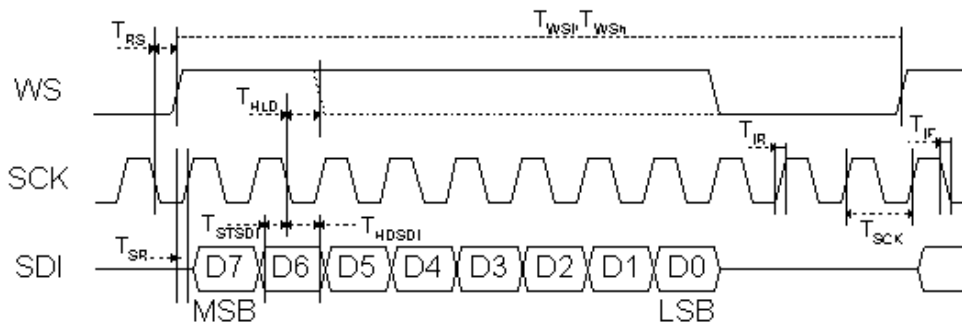 T_RS
T_WSl, T_WSh
WS
T_HLD
T_IR
T_IF
SCK
T_STSDI
T_HDSDI
T_SCK
T_SR
SDI
D7 D6 D5 D4 D3 D2 D1 D0
MSB LSB